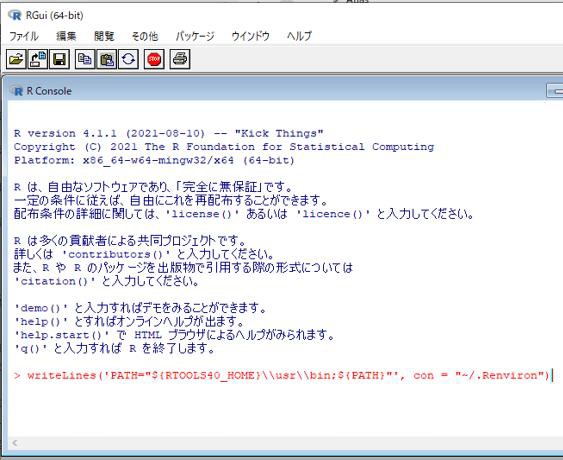 RGui (64-bit)
ファイル 編集 閲覧 その他 パッケージ ウインドウ ヘルプ
STOP
R Console
R version 4.1.1 (2021-08-10) -- "Kick Things"
Copyright (C) 2021 The R Foundation for Statistical Computing
Platform: x86_64-w64-mingw32/x64 (64-bit)
R は、自由なソフトウェアであり、「完全に無保証」です。
一定の条件に従えば、自由にこれを再配布することができます。
配布条件の詳細に関しては、'license()' あるいは 'licence()' と入力してください。
R は多くの貢献者による共同プロジェクトです。
詳しくは 'contributors()' と入力してください。
また、R や R のパッケージを出版物で引用する際の形式については
'citation()' と入力してください。
'demo()' と入力すればデモをみることができます。
'help()' とすればオンラインヘルプが出ます。
'help.start()' で HTML ブラウザによるヘルプがみられます。
'q()' と入力すれば R を終了します。
> writeLines('PATH="${RTOOLS40_HOME}\\usr\\bin;${PATH}"', con = "~/.Renviron")